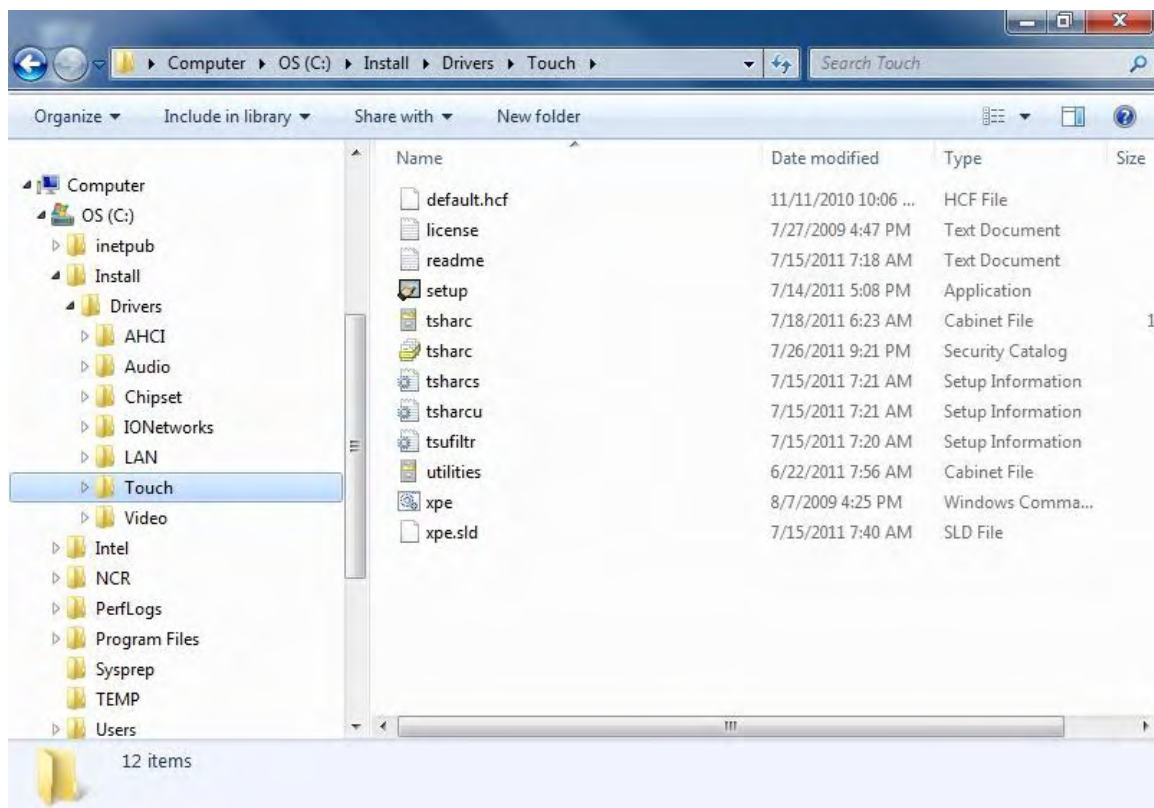 Computer ▸ OS (C:) ▸ Install ▸ Drivers ▸ Touch ▸ Search Touch
Organize Include in library Share with New folder
Computer
OS (C:)
inetpub
Install
Drivers
AHCI
Audio
Chipset
IONetworks
LAN
Touch
Video
Intel
NCR
PerfLogs
Program Files
Sysprep
TEMP
Users
Name Date modified Type Size
default.hcf 11/11/2010 10:06 ... HCF File
license 7/27/2009 4:47 PM Text Document
readme 7/15/2011 7:18 AM Text Document
setup 7/14/2011 5:08 PM Application
tsharc 7/18/2011 6:23 AM Cabinet File 1
tsharc 7/26/2011 9:21 PM Security Catalog
tsharcs 7/15/2011 7:21 AM Setup Information
tsharcu 7/15/2011 7:21 AM Setup Information
tsufiltr 7/15/2011 7:20 AM Setup Information
utilities 6/22/2011 7:56 AM Cabinet File
xpe 8/7/2009 4:25 PM Windows Comma...
xpe.sld 7/15/2011 7:40 AM SLD File
12 items